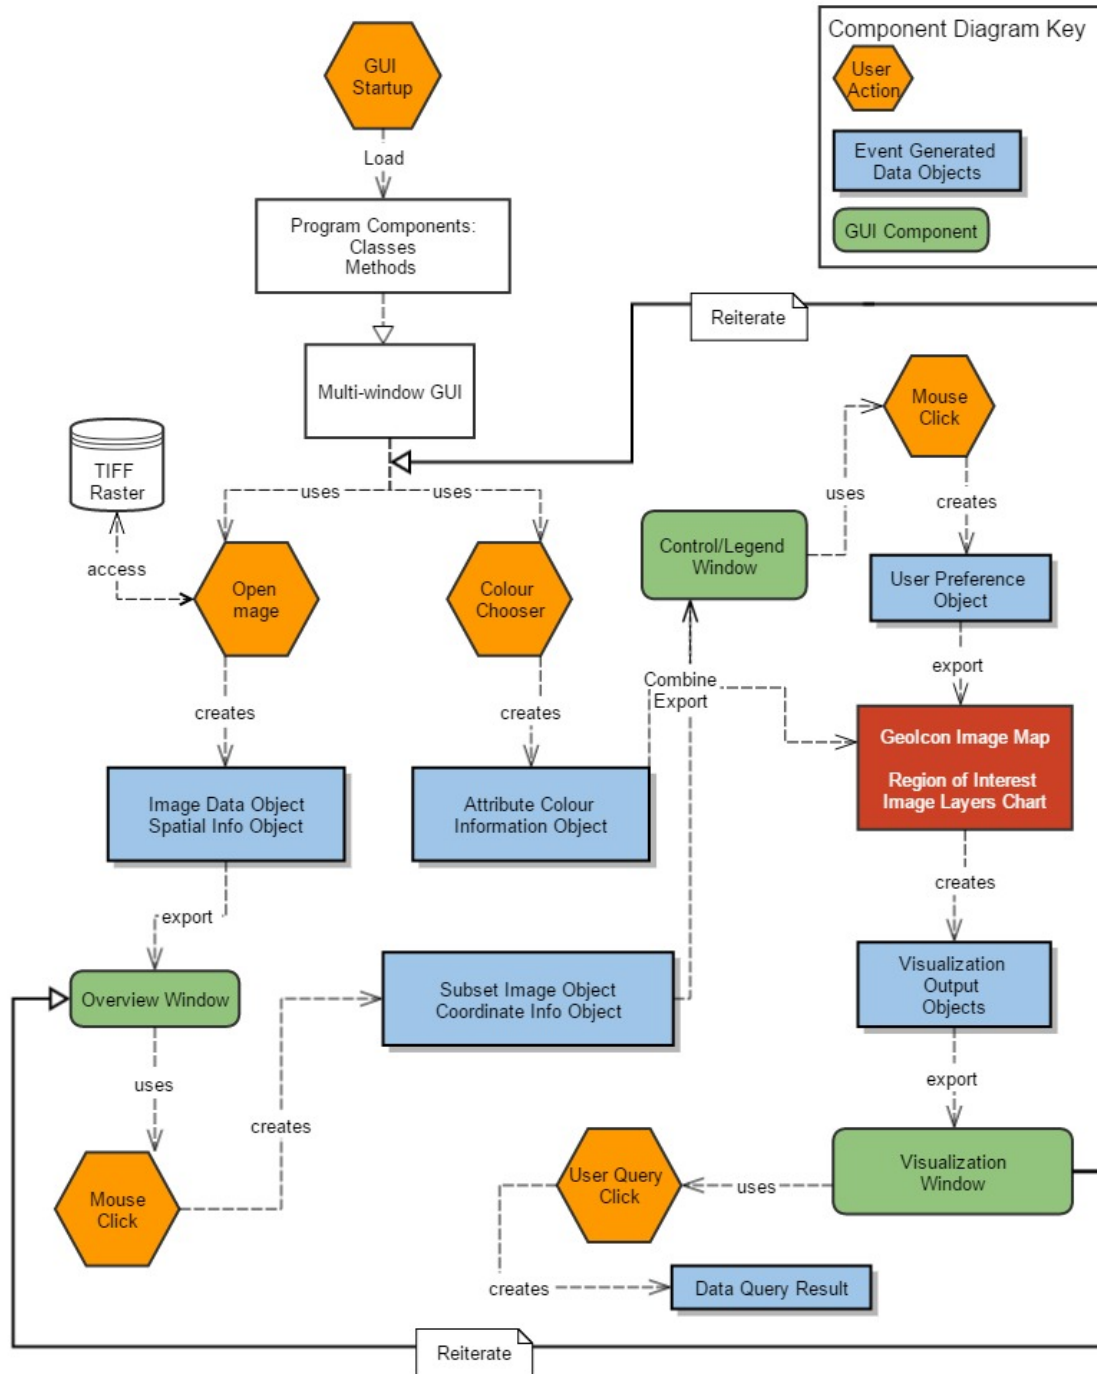 GUI
Startup
Component Diagram Key
User
Action
Event Generated
Data Objects
GUI Component
Load
Program Components:
Classes
Methods
Reiterate
Multi-window GUI
Mouse
Click
TIFF
Raster
uses
uses
uses
creates
Control/Legend
Window
access
Open
mage
Colour
Chooser
User Preference
Object
export
Combine
Export
creates
creates
GeoIcon Image Map
Region of Interest
Image Layers Chart
Image Data Object
Spatial Info Object
Attribute Colour
Information Object
creates
export
Visualization
Output
Objects
Subset Image Object
Coordinate Info Object
Overview Window
uses
export
creates
Mouse
Click
User Query
Click
uses
Visualization
Window
creates
Data Query Result
Reiterate